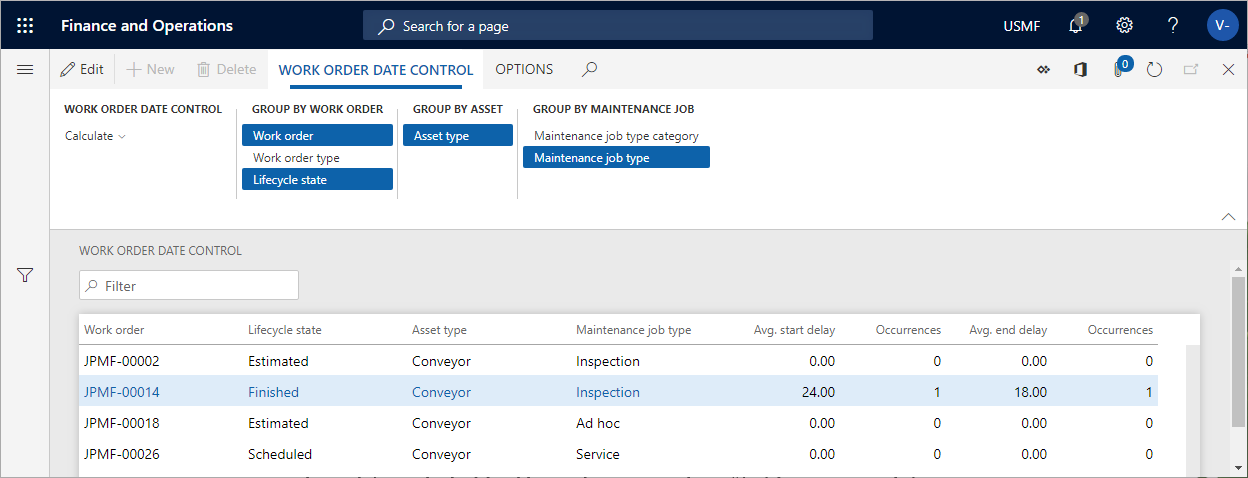 Finance and Operations
Search for a page
USMF
1
?
V-
Edit
New
Delete
WORK ORDER DATE CONTROL
OPTIONS
0
WORK ORDER DATE CONTROL GROUP BY WORK ORDER GROUP BY ASSET GROUP BY MAINTENANCE JOB
Calculate Work order Asset type Maintenance job type category
Work order type Maintenance job type
Lifecycle state
WORK ORDER DATE CONTROL
Filter
Work order Lifecycle state Asset type Maintenance job type Avg. start delay Occurrences Avg. end delay Occurrences
JPMF-00002 Estimated Conveyor Inspection 0.00 0 0.00 0
JPMF-00014 Finished Conveyor Inspection 24.00 1 18.00 1
JPMF-00018 Estimated Conveyor Ad hoc 0.00 0 0.00 0
JPMF-00026 Scheduled Conveyor Service 0.00 0 0.00 0